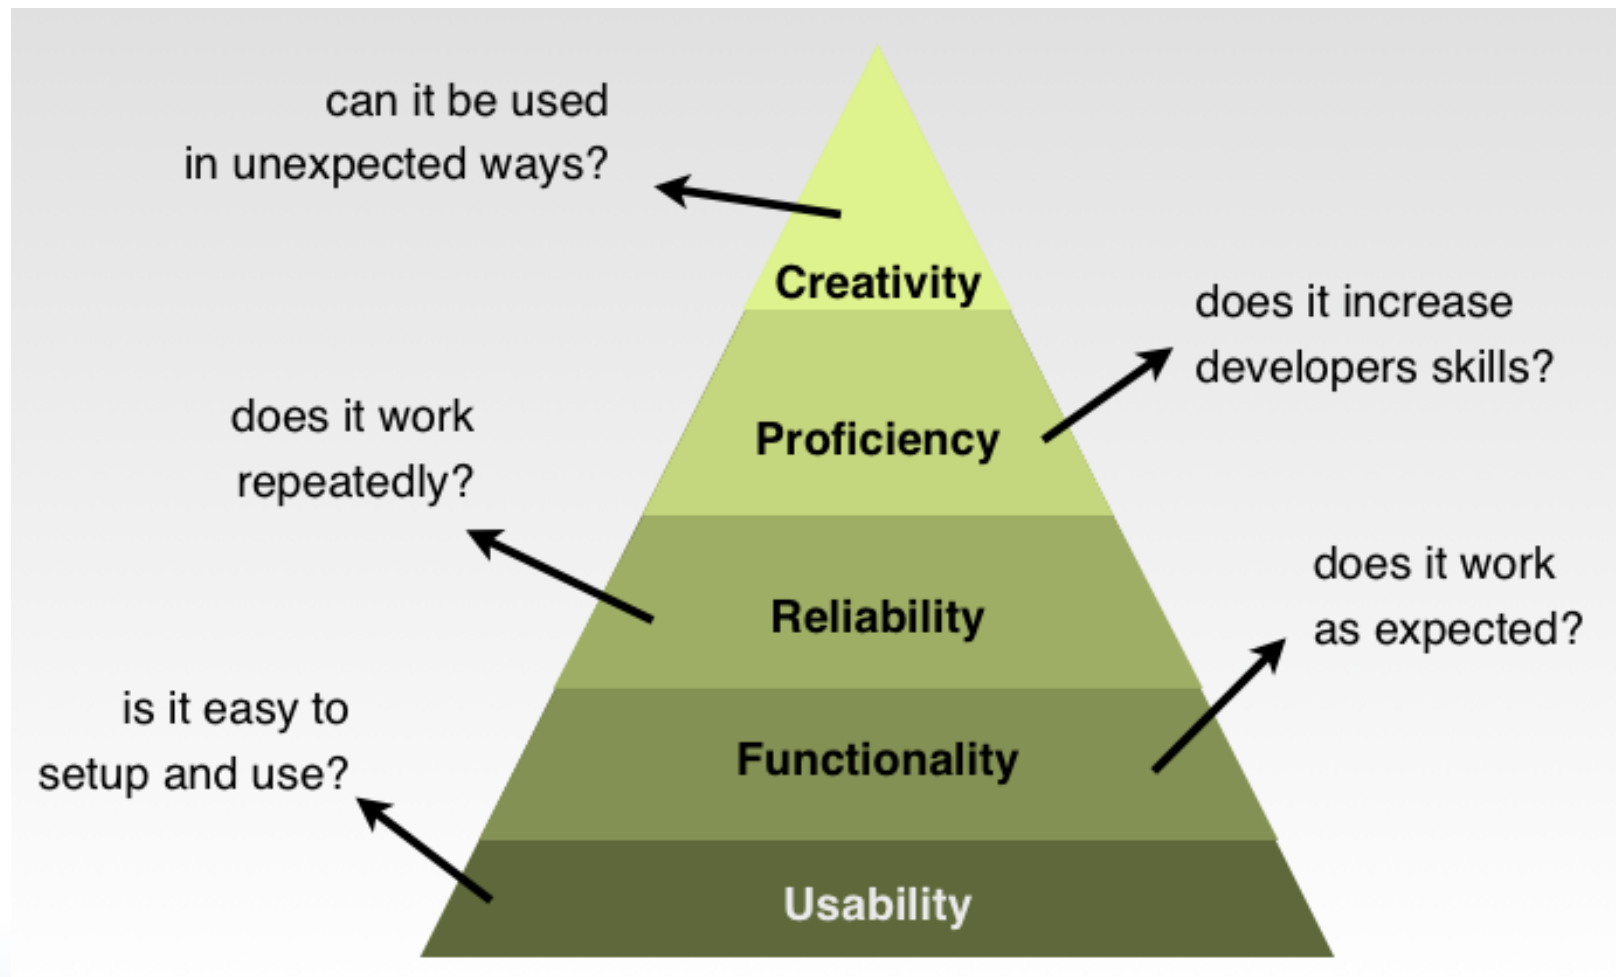 can it be used
in unexpected ways?
Creativity
does it increase
developers skills?
does it work
repeatedly?
Proficiency
does it work
as expected?
Reliability
is it easy to
setup and use?
Functionality
Usability